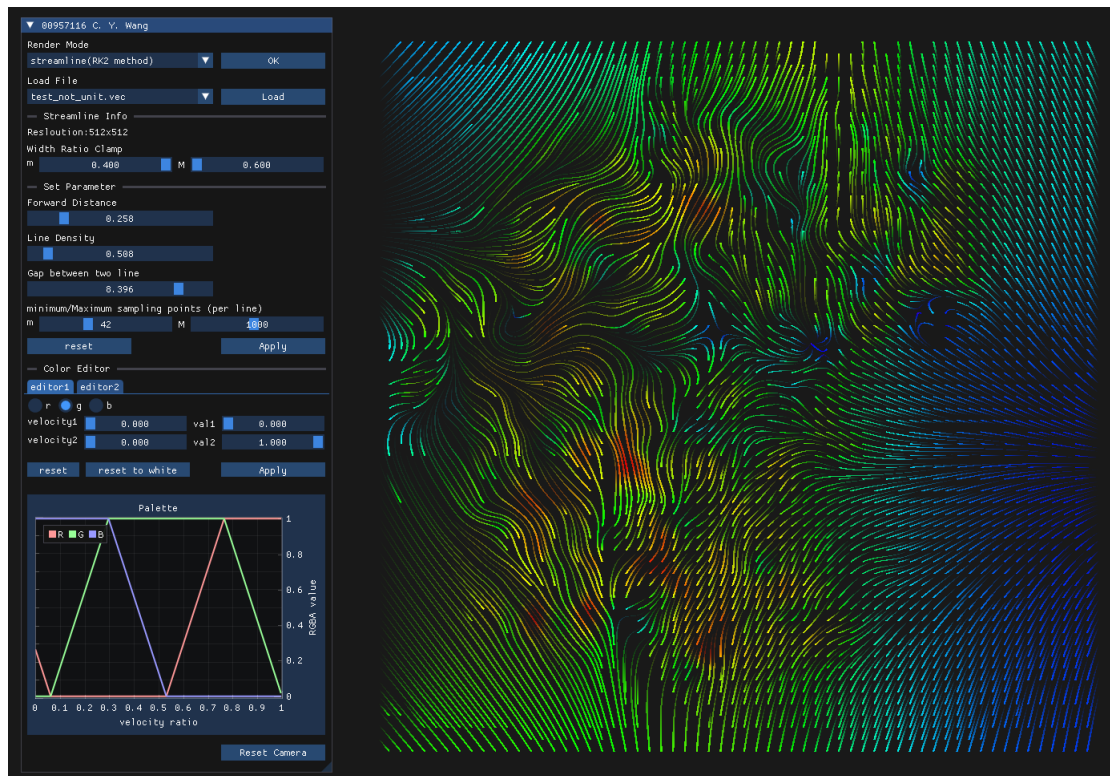 00957116 C. Y. Wang
Render Mode
streamline(RK2 method) OK
Load File
test_not_unit.vec Load
Streamline Info
Resloution:512x512
Width Ratio Clamp
m 0.400 M 0.600
Set Parameter
Forward Distance
0.258
Line Density
0.508
Gap between two line
8.396
minimum/Maximum sampling points (per line)
m 42 M 1000
reset Apply
Color Editor
editor1 editor2
r g b
velocity1 0.000 val1 0.000
velocity2 0.000 val2 1.000
reset reset to white Apply
Palette
R G B
1
0.8
0.6
0.4
0.2
0
RGBA value
0 0.1 0.2 0.3 0.4 0.5 0.6 0.7 0.8 0.9 1
velocity ratio
Reset Camera